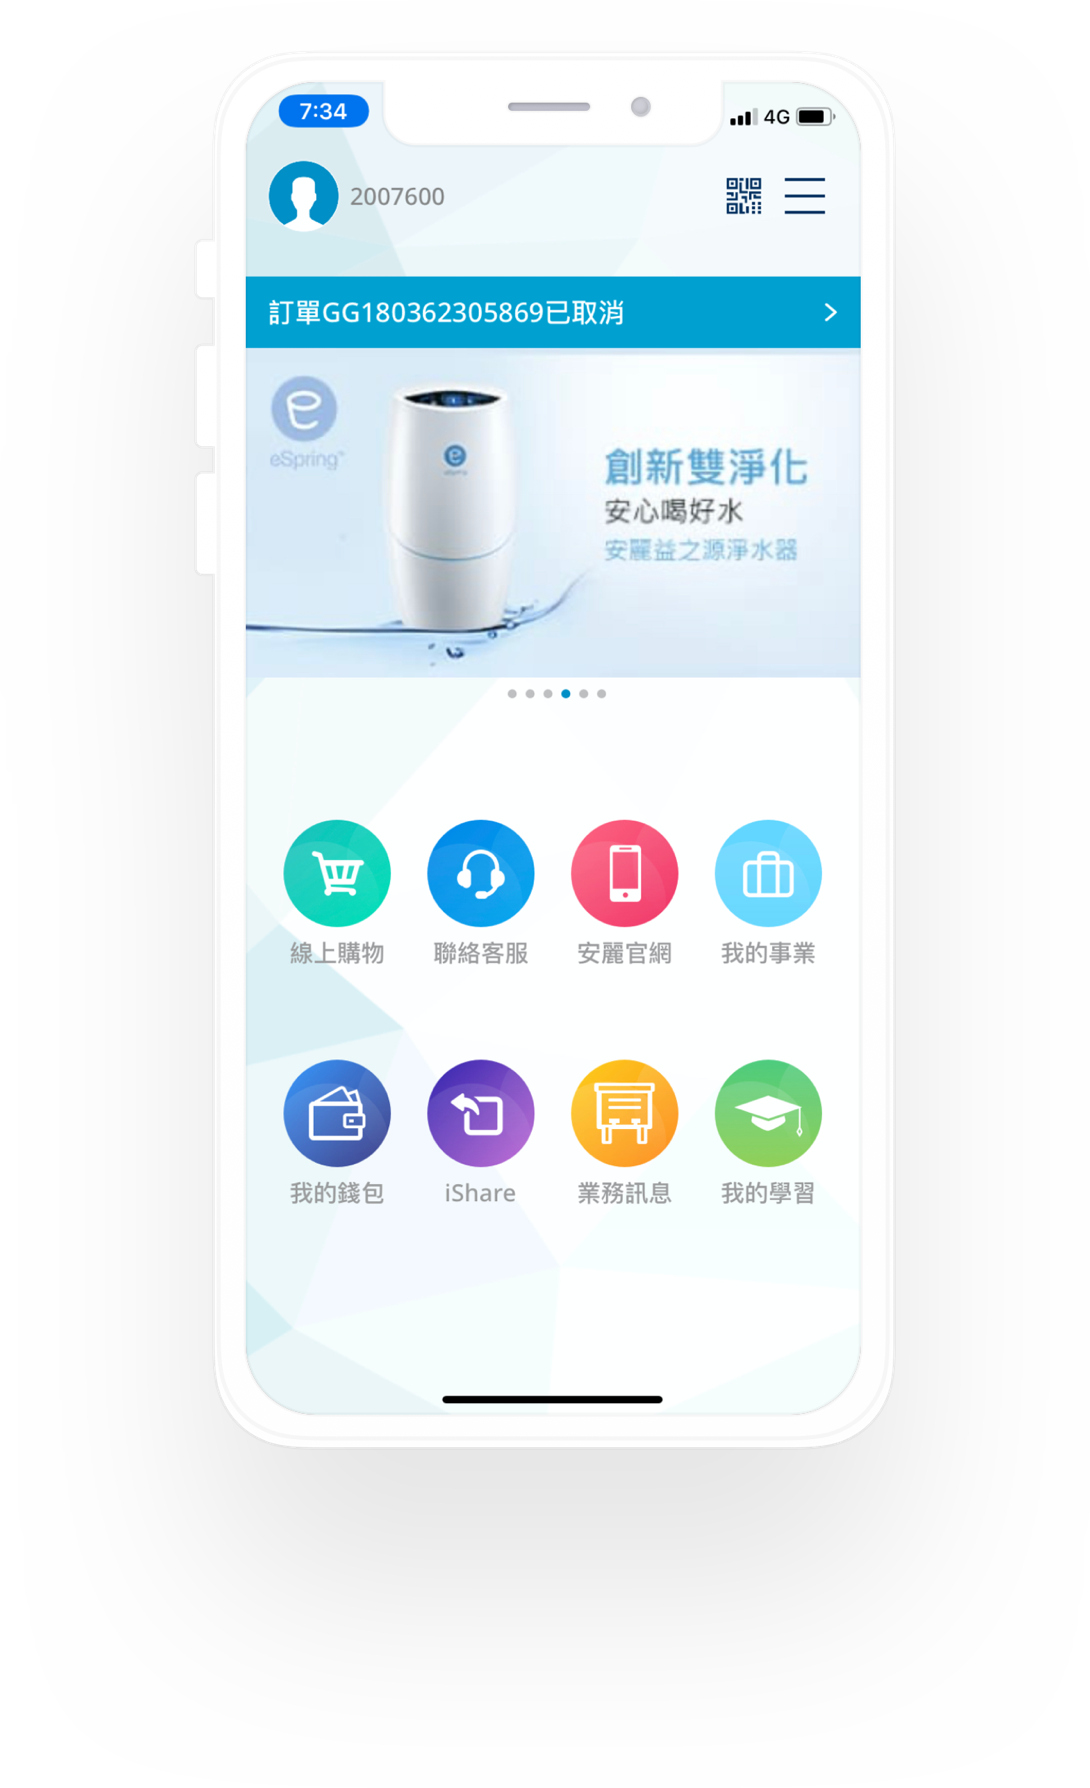 7:34
4G
2007600
訂單GG180362305869已取消
eSpring™
e
eSpring
創新雙淨化
安心喝好水
安麗益之源淨水器
線上購物
聯絡客服
安麗官網
我的事業
我的錢包
iShare
業務訊息
我的學習